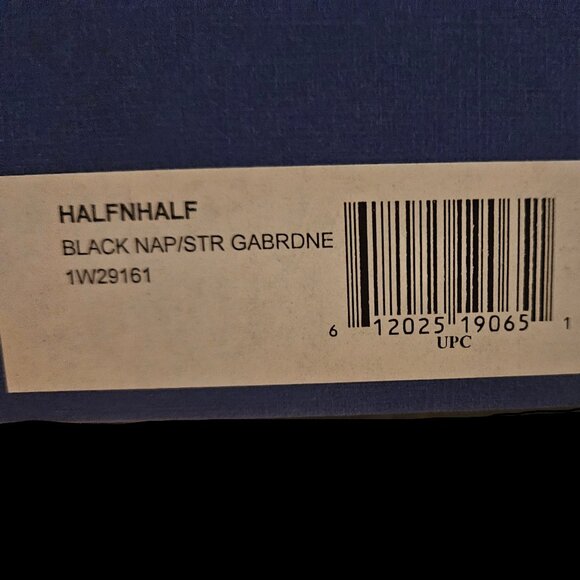 HALFNHALF
BLACK NAP/STR GABRDNE
1W29161
6 12025 19065 1
UPC